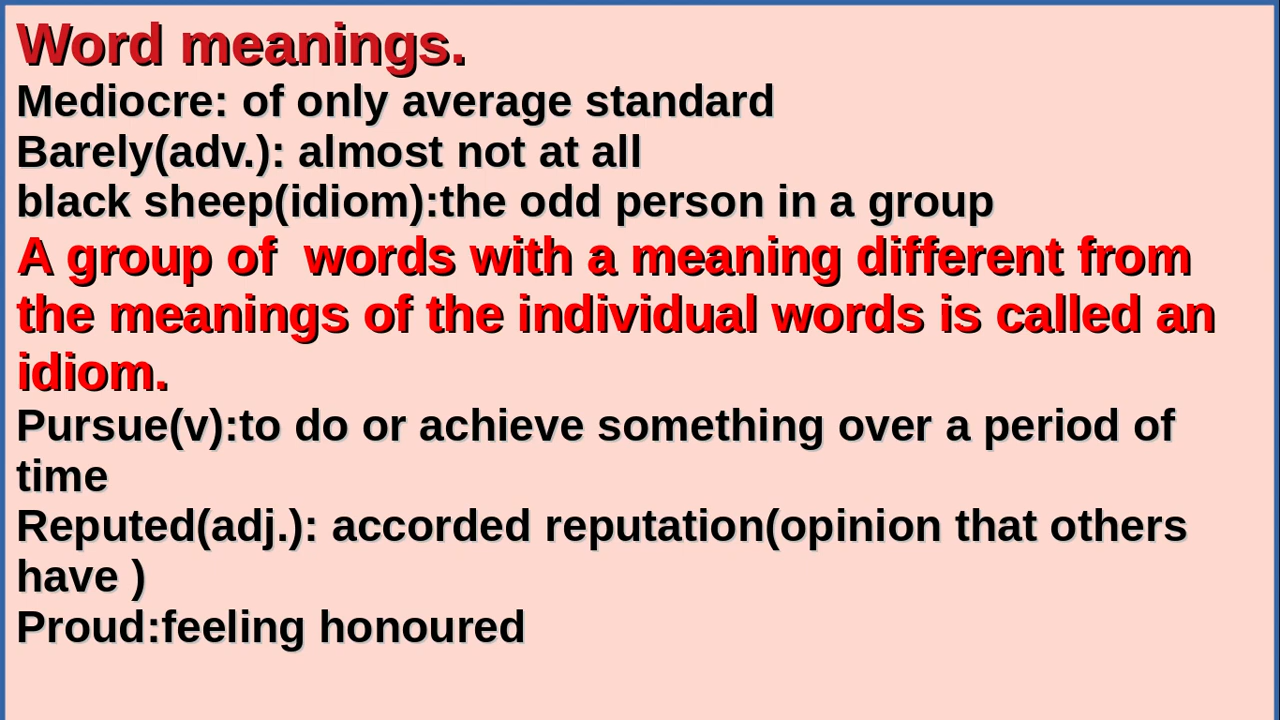 Word meanings.
Mediocre: of only average standard
Barely(adv.): almost not at all
black sheep(idiom):the odd person in a group
A group of  words with a meaning different from
the meanings of the individual words is called an
idiom.
Pursue(v):to do or achieve something over a period of
time
Reputed(adj.): accorded reputation(opinion that others
have )
Proud:feeling honoured